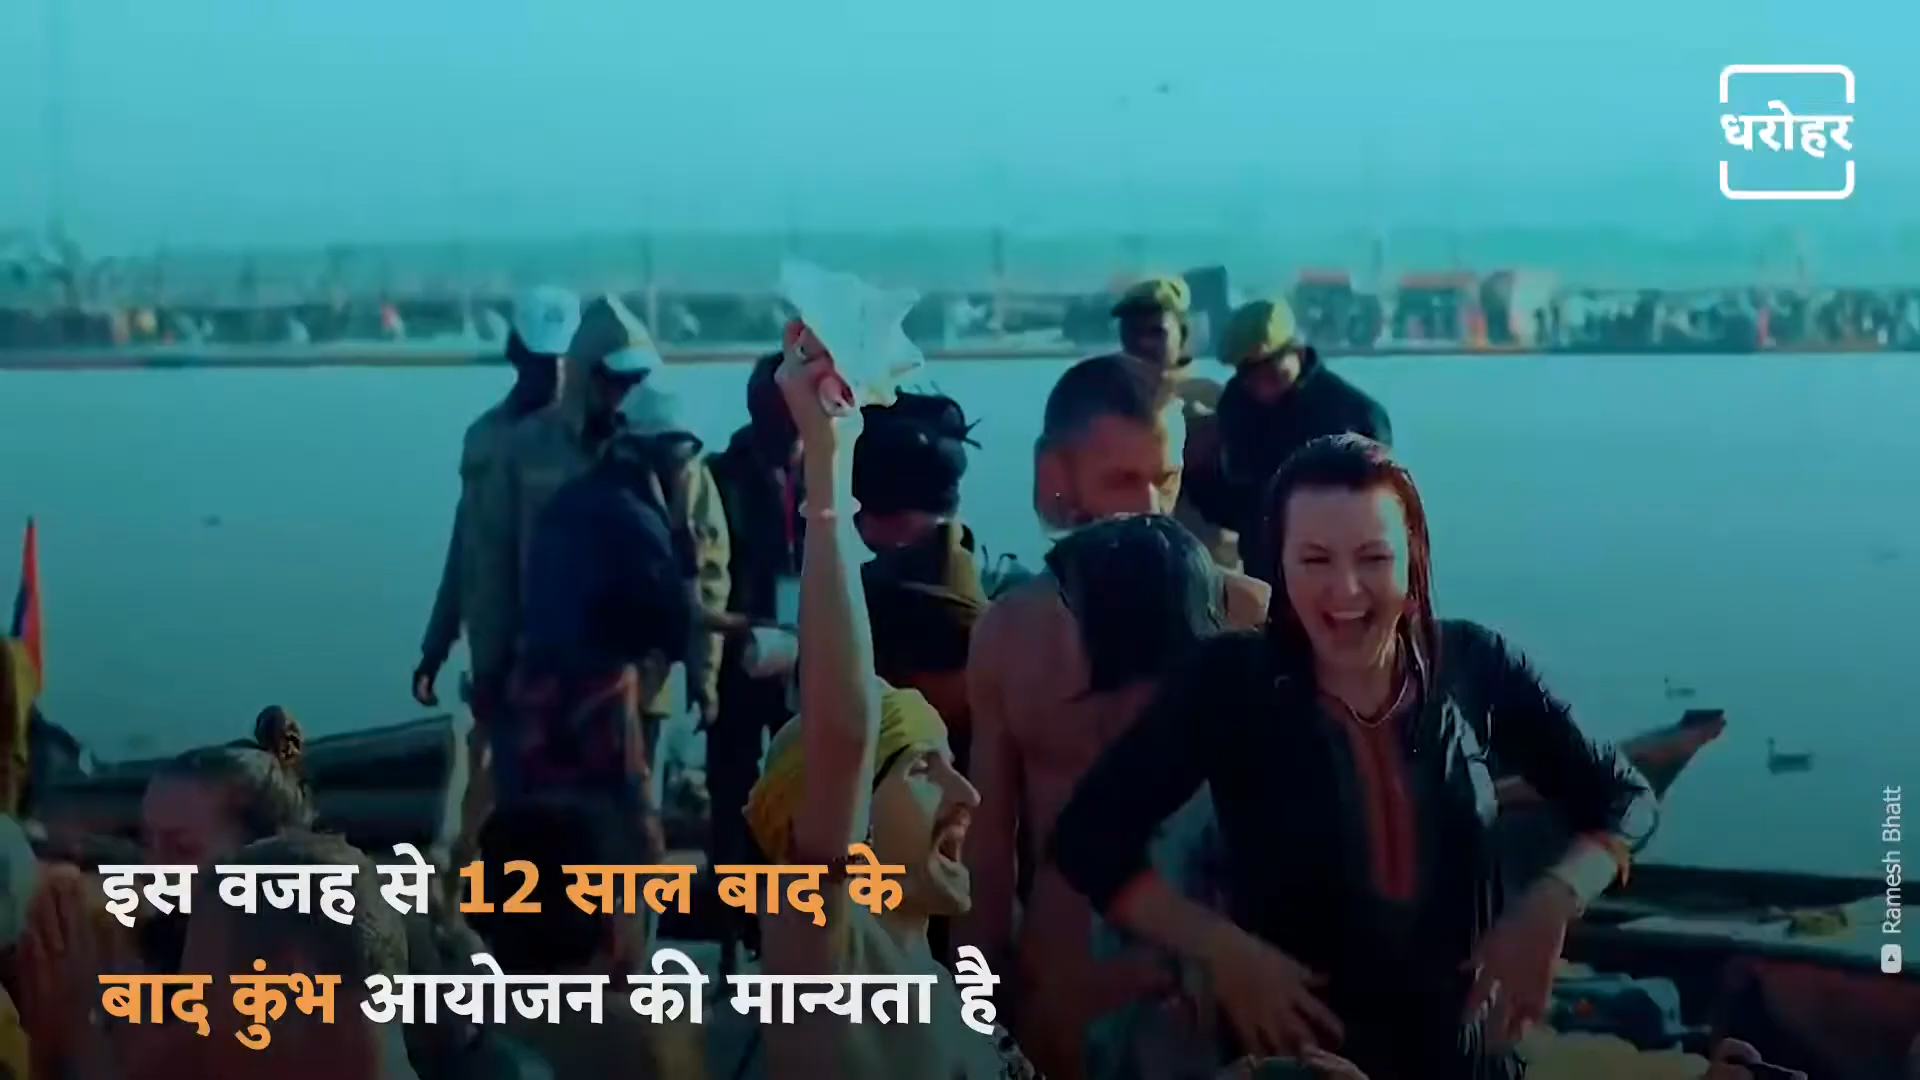 धरोहर
इस वजह से 12 साल बाद के
बाद कुंभ आयोजन की मान्यता है
Ramesh Bhatt